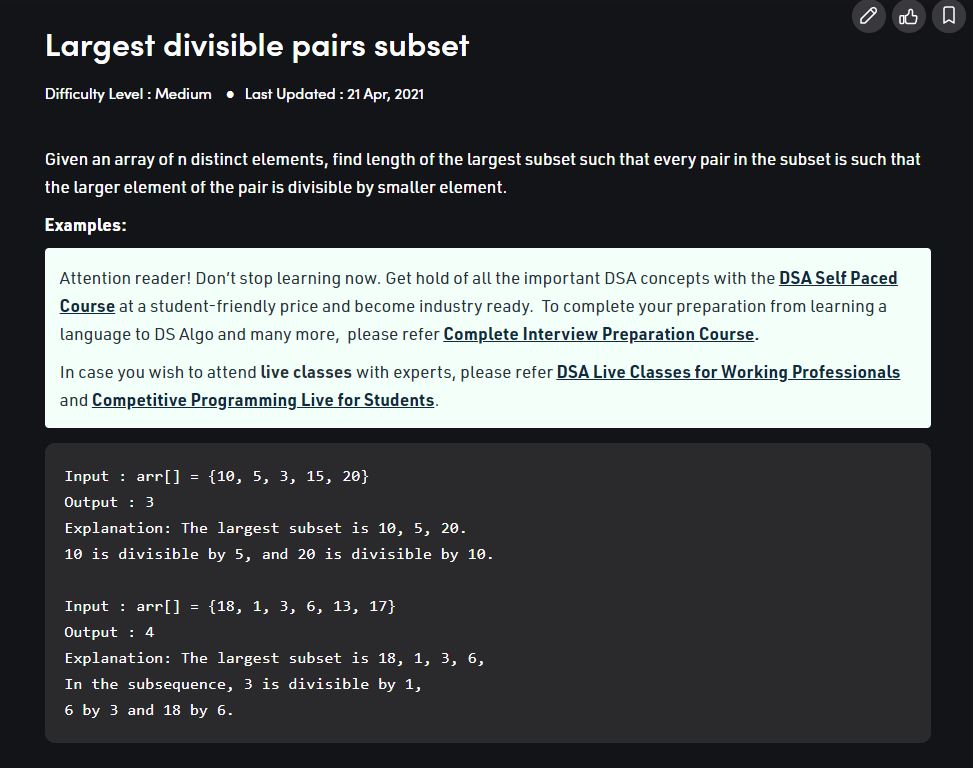 Largest divisible pairs subset
Difficulty Level : Medium ● Last Updated : 21 Apr, 2021
Given an array of n distinct elements, find length of the largest subset such that every pair in the subset is such that
the larger element of the pair is divisible by smaller element.
Examples:
Attention reader! Don’t stop learning now. Get hold of all the important DSA concepts with the DSA Self Paced
Course at a student-friendly price and become industry ready.  To complete your preparation from learning a
language to DS Algo and many more,  please refer Complete Interview Preparation Course.
In case you wish to attend live classes with experts, please refer DSA Live Classes for Working Professionals
and Competitive Programming Live for Students.
Input : arr[] = {10, 5, 3, 15, 20}
Output : 3
Explanation: The largest subset is 10, 5, 20.
10 is divisible by 5, and 20 is divisible by 10.
Input : arr[] = {18, 1, 3, 6, 13, 17}
Output : 4
Explanation: The largest subset is 18, 1, 3, 6,
In the subsequence, 3 is divisible by 1,
6 by 3 and 18 by 6.